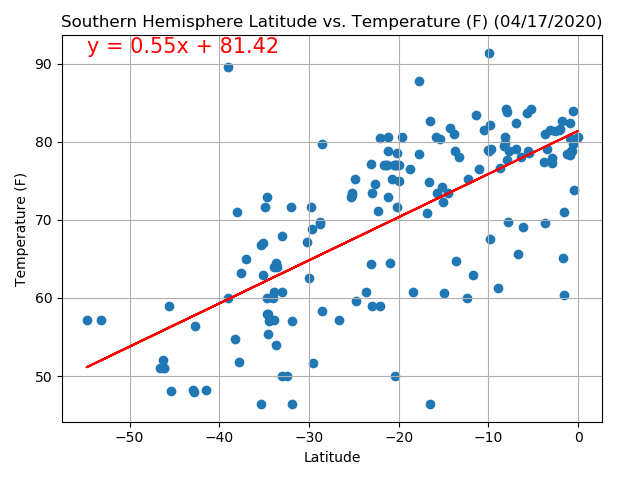 Southern Hemisphere Latitude vs. Temperature (F) (04/17/2020)
y = 0.55x + 81.42
90
80
70
60
50
Temperature (F)
−50
−40
−30
−20
−10
0
Latitude